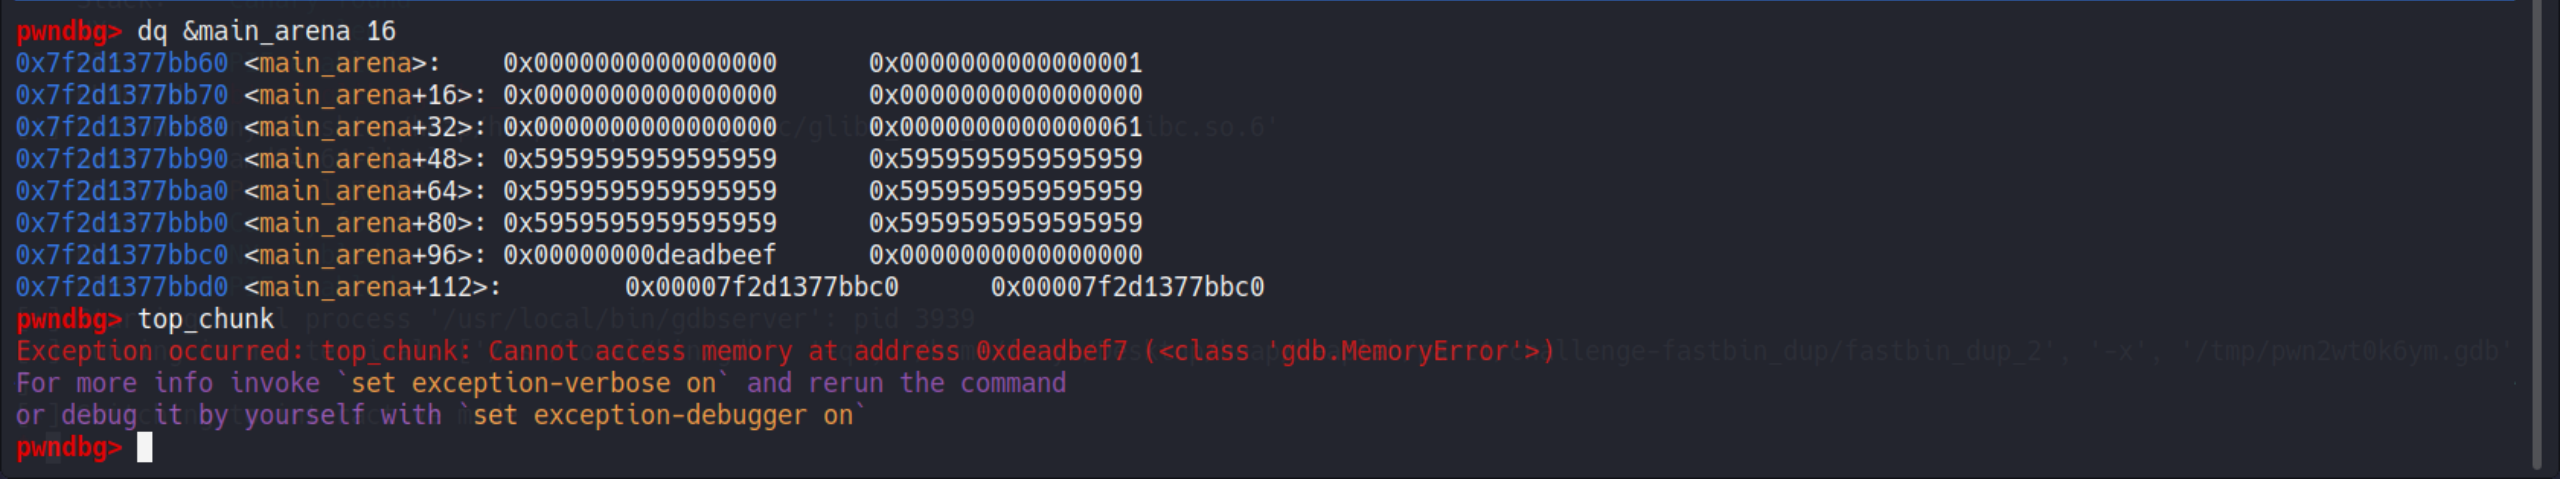 pwndbg> dq &main_arena 16
0x7f2d1377bb60 <main_arena>: 0x0000000000000000 0x0000000000000001
0x7f2d1377bb70 <main_arena+16>: 0x0000000000000000 0x0000000000000000
0x7f2d1377bb80 <main_arena+32>: 0x0000000000000000 0x0000000000000061
0x7f2d1377bb90 <main_arena+48>: 0x5959595959595959 0x5959595959595959
0x7f2d1377bba0 <main_arena+64>: 0x5959595959595959 0x5959595959595959
0x7f2d1377bbb0 <main_arena+80>: 0x5959595959595959 0x5959595959595959
0x7f2d1377bbc0 <main_arena+96>: 0x00000000deadbeef 0x0000000000000000
0x7f2d1377bbd0 <main_arena+112>: 0x00007f2d1377bbc0 0x00007f2d1377bbc0
pwndbg> top_chunk
Exception occurred: top_chunk: Cannot access memory at address 0xdeadbef7 (<class 'gdb.MemoryError'>)
For more info invoke `set exception-verbose on` and rerun the command
or debug it by yourself with `set exception-debugger on`
pwndbg>